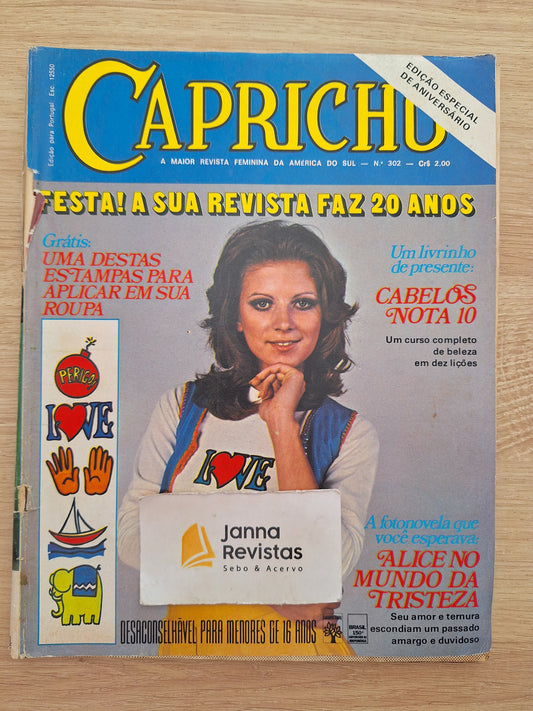 Edição para Portugal: Esc. 12$50
CAPRICHO
EDIÇÃO ESPECIAL
DE ANIVERSÁRIO
A MAIOR REVISTA FEMININA DA AMÉRICA DO SUL — N.º 302 — Cr$ 2,00
FESTA! A SUA REVISTA FAZ 20 ANOS
Grátis:
UMA DESTAS
ESTAMPAS PARA
APLICAR EM SUA
ROUPA
PERIGO!
LOVE
Um livrinho
de presente:
CABELOS
NOTA 10
Um curso completo
de beleza
em dez lições
LOVE
Janna
Revistas
Sebo & Acervo
A fotonovela que
você esperava:
ALICE NO
MUNDO DA
TRISTEZA
Seu amor e ternura
escondiam um passado
amargo e duvidoso
DESACONSELHÁVEL PARA MENORES DE 16 ANOS
BRASIL
150º